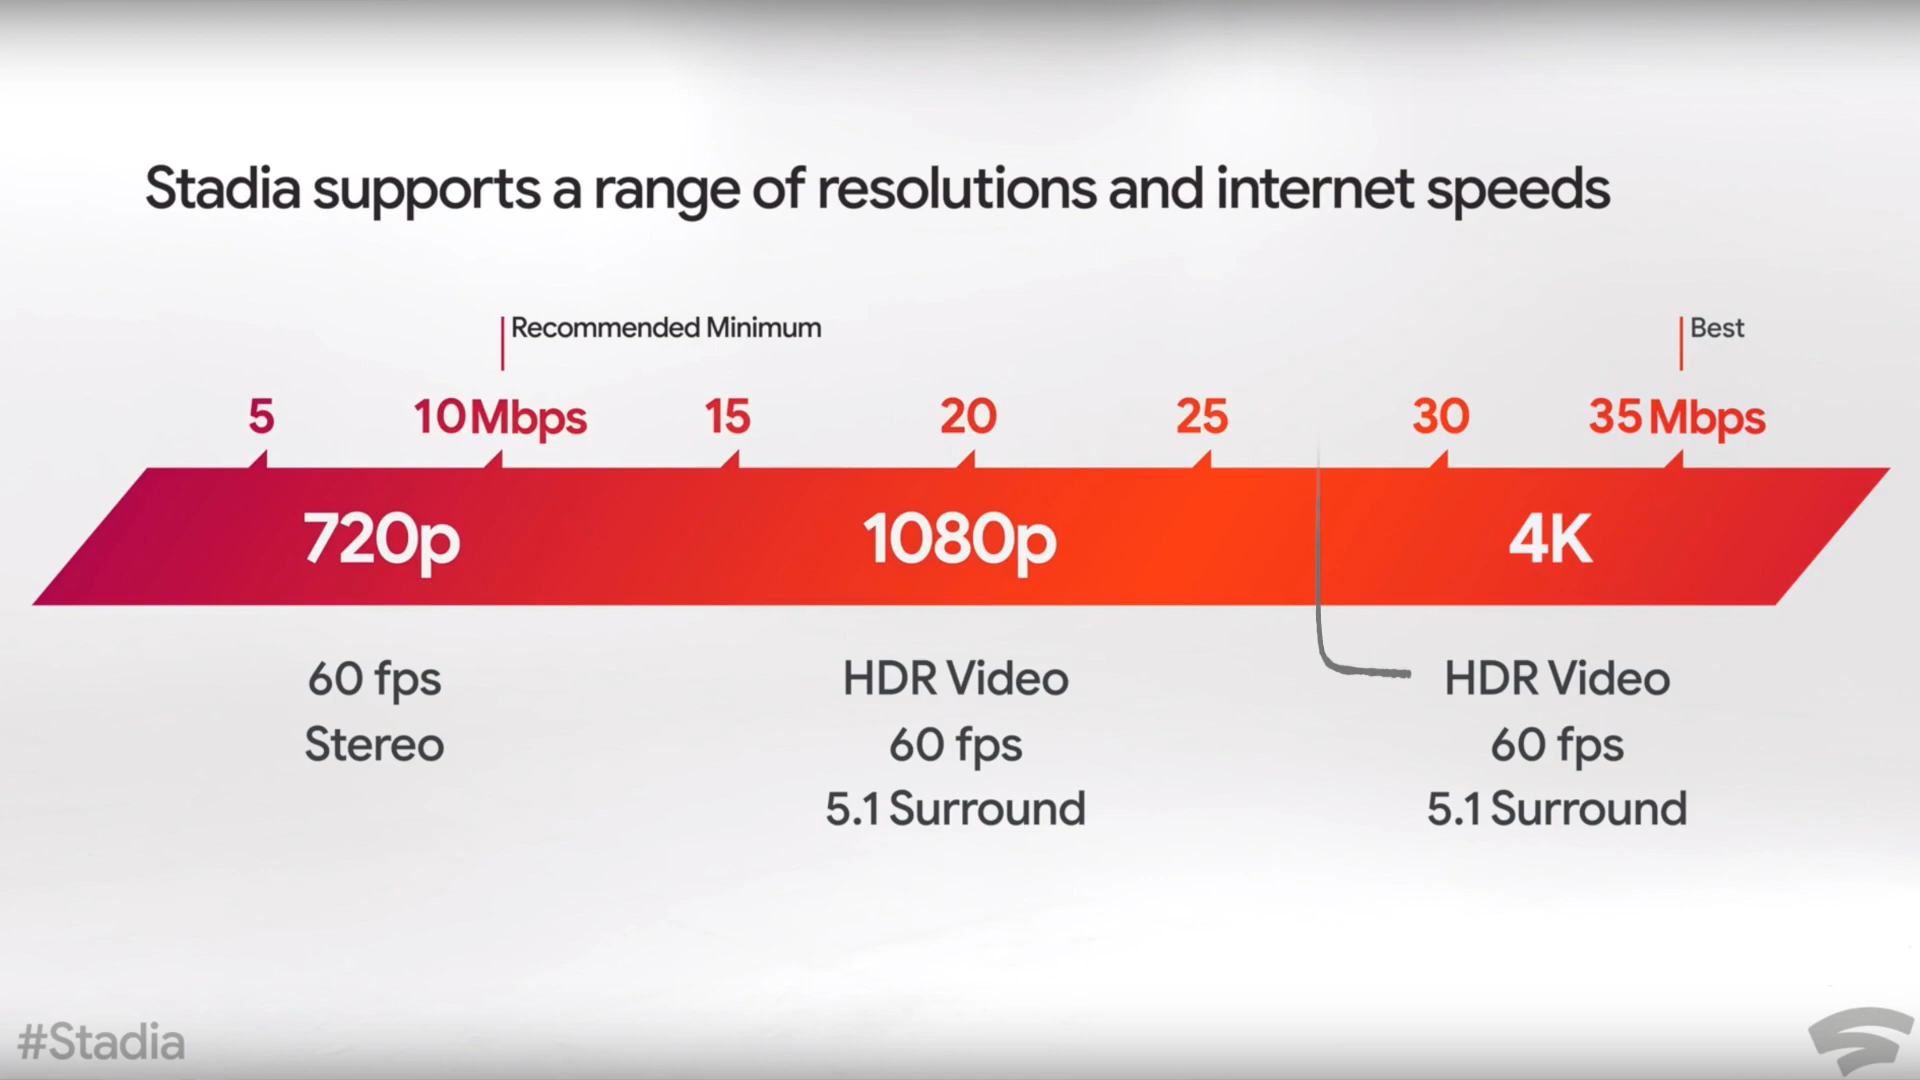 Stadia supports a range of resolutions and internet speeds
Recommended Minimum
Best
5 10 Mbps 15 20 25 30 35 Mbps
720p 1080p 4K
60 fps
Stereo
HDR Video
60 fps
5.1 Surround
HDR Video
60 fps
5.1 Surround
#Stadia